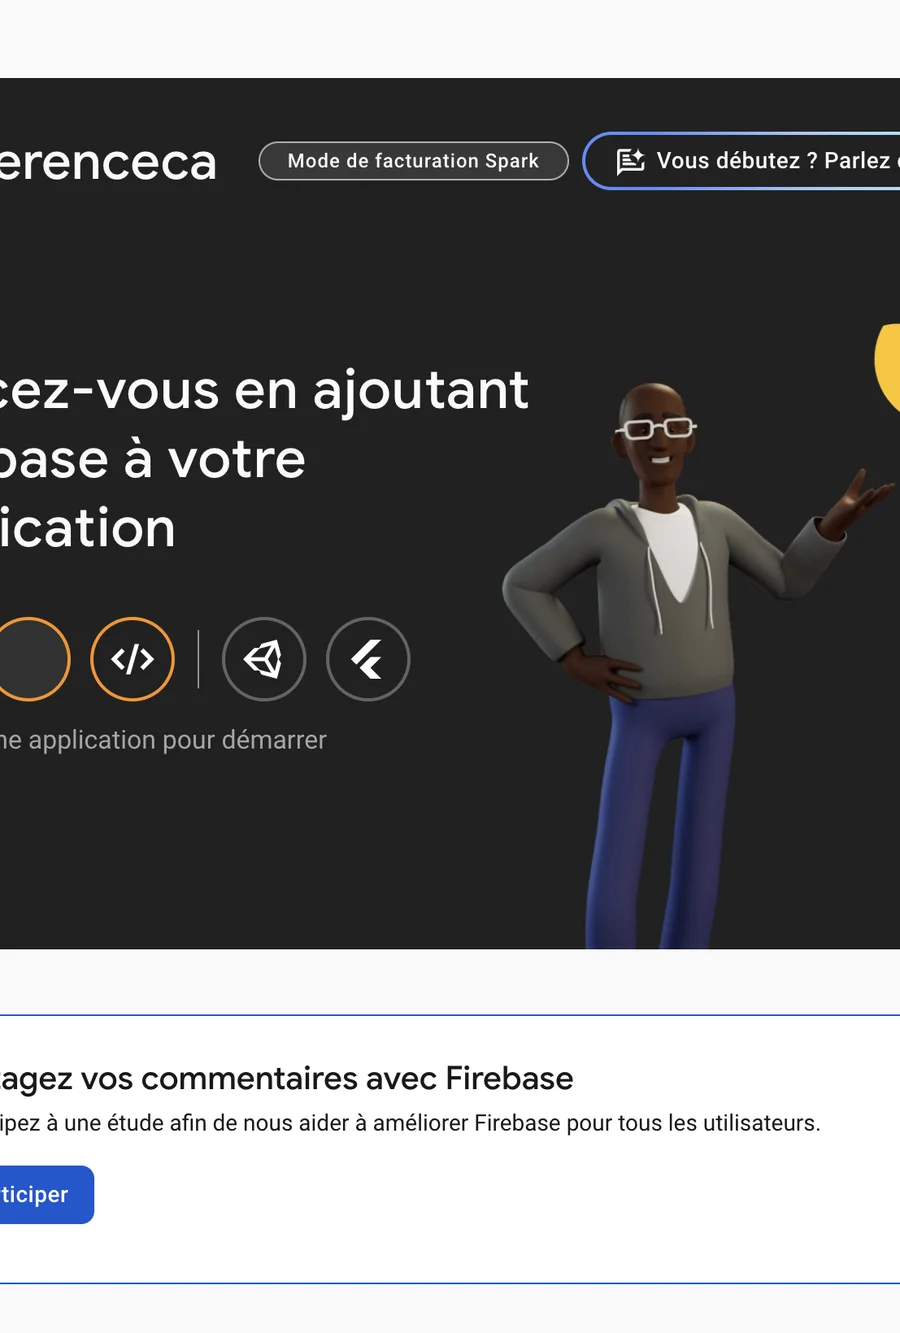 erenceca
Mode de facturation Spark
Vous débutez ? Parlez
cez-vous en ajoutant
base à votre
ication
ne application pour démarrer
tagez vos commentaires avec Firebase
ipez à une étude afin de nous aider à améliorer Firebase pour tous les utilisateurs.
ticiper